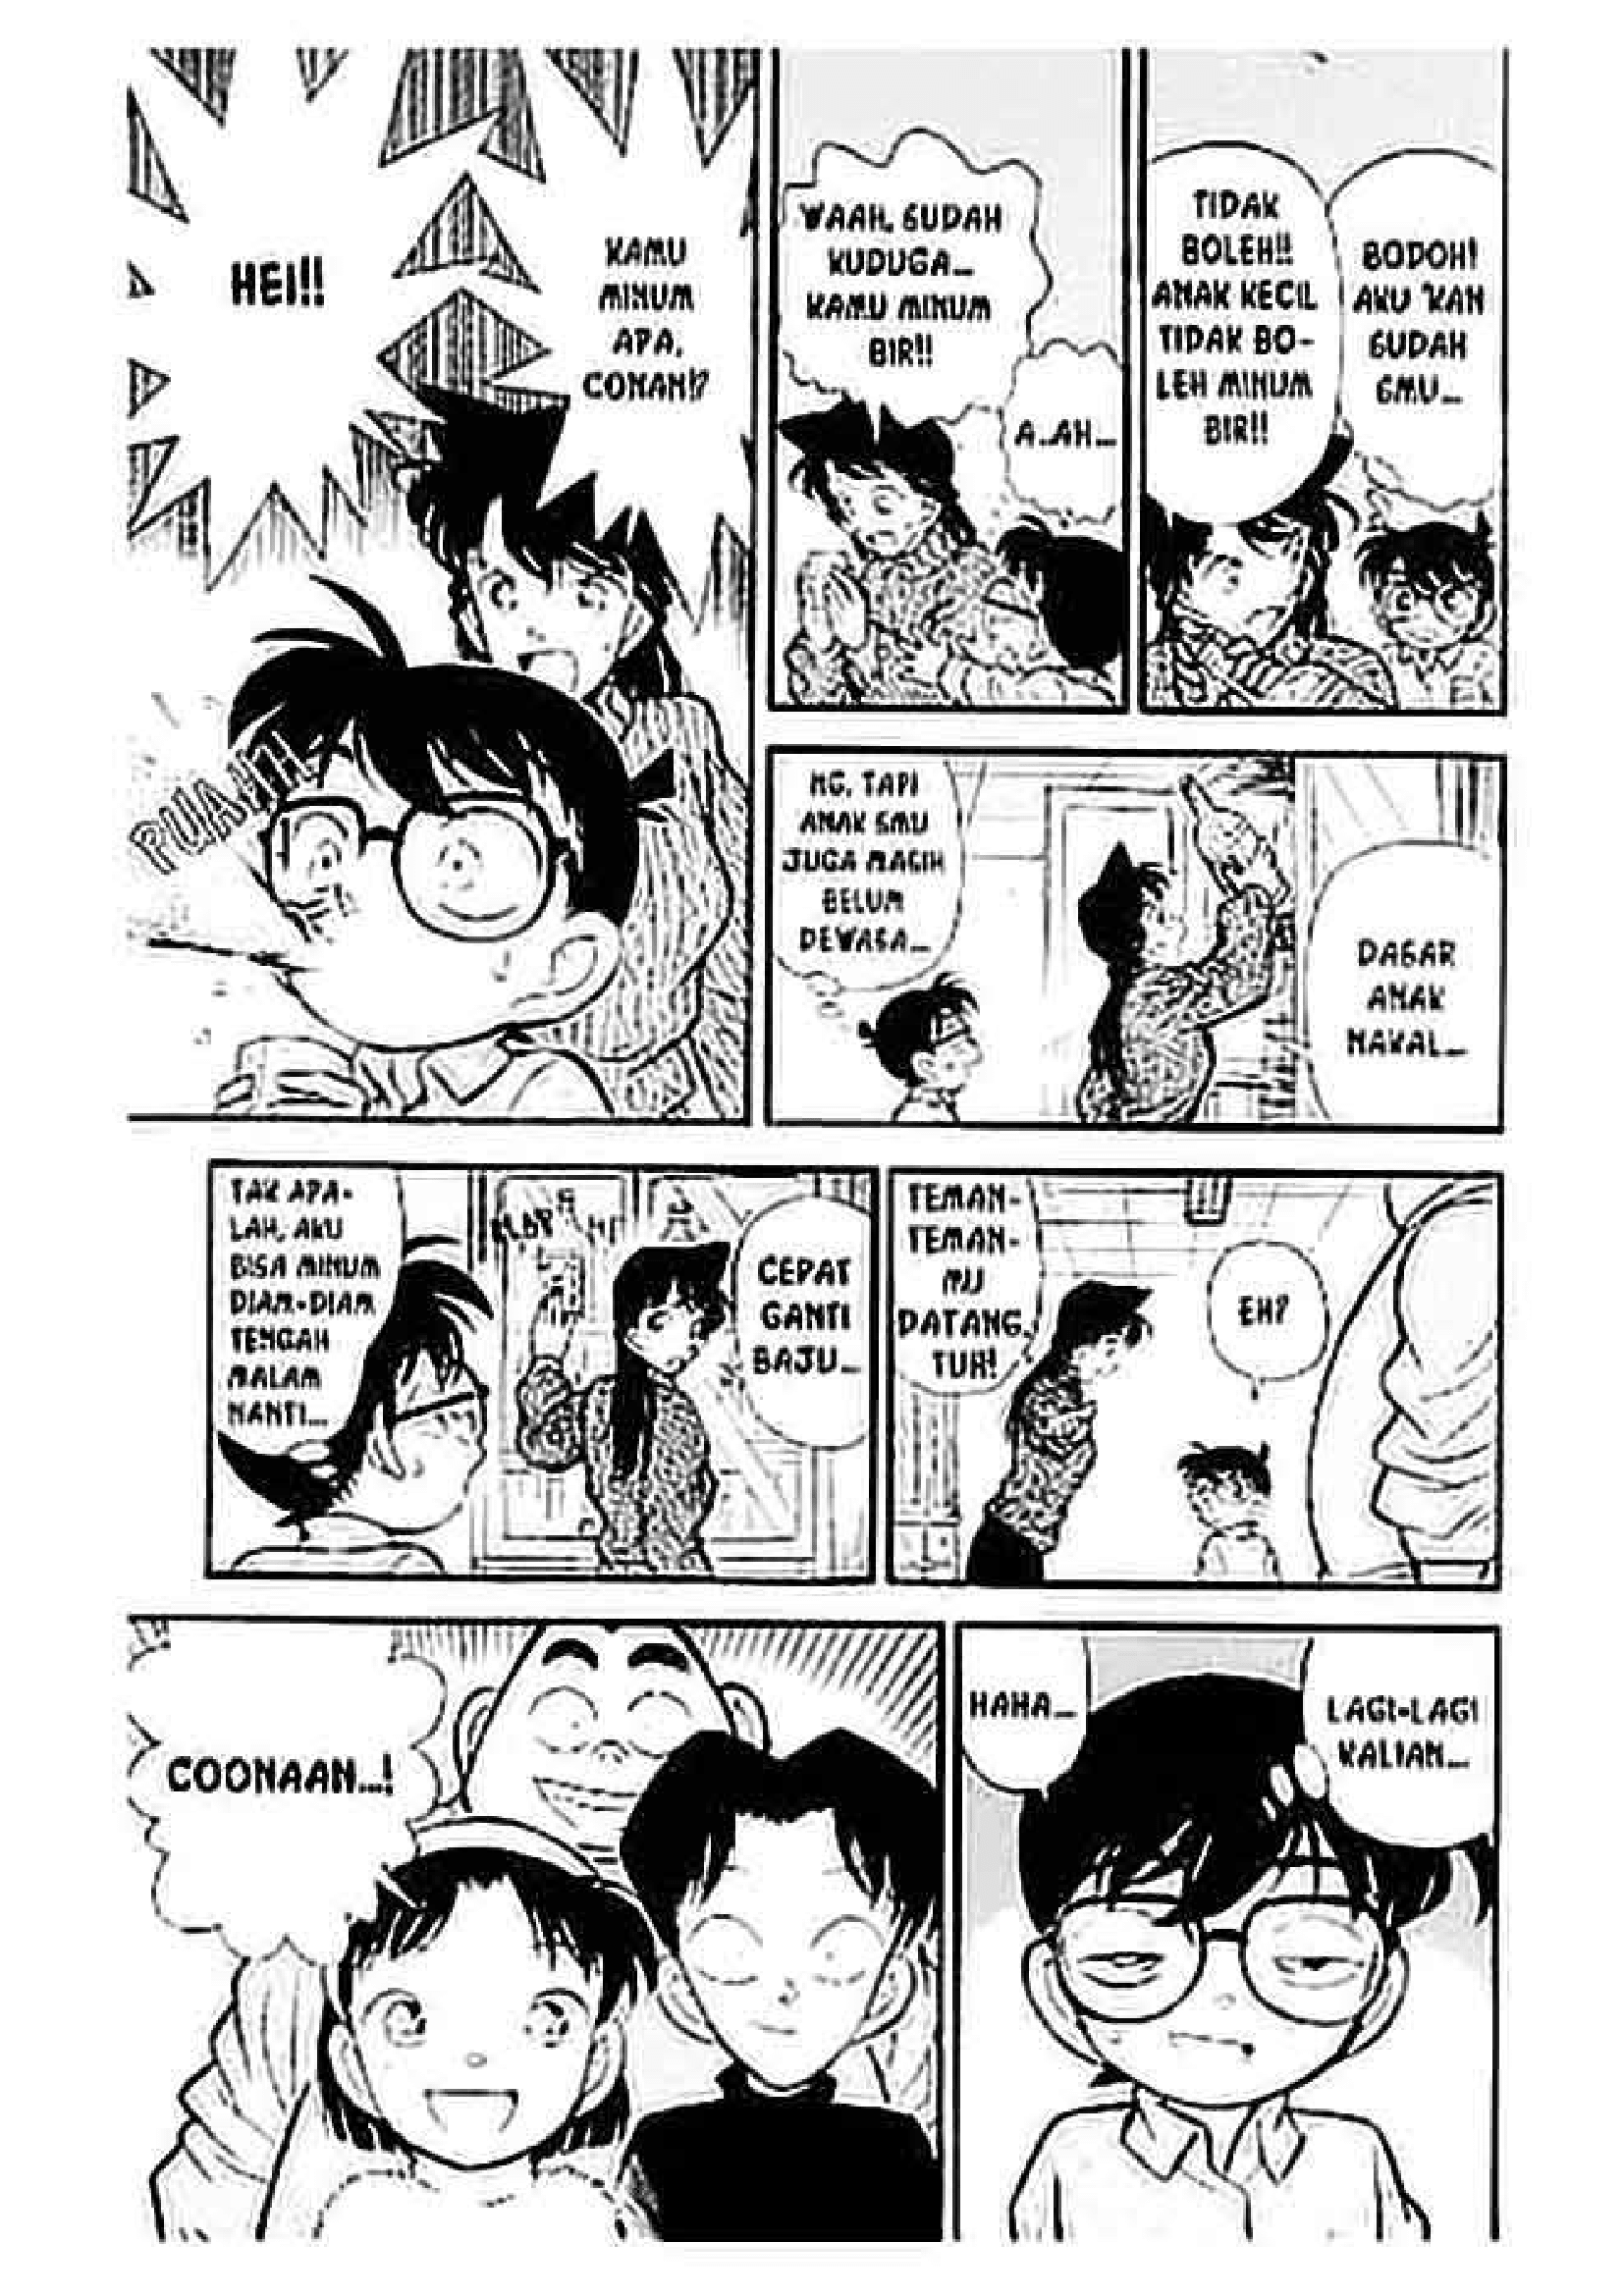 BODOH!
AKU 'KAN
SUDAH
SMU...
TIDAK
BOLEH!!
ANAK KECIL
TIDAK BO-
LEH MINUM
BIR!!
A..AH...
WAAH, SUDAH
KUDUGA...
KAMU MINUM
BIR!!
KAMU
MINUM
APA,
CONAN!?
HEI!!
PUAHH
DASAR
ANAK
NAKAL...
NG, TAPI
ANAK SMU
JUGA MASIH
BELUM
DEWASA...
EH?
TEMAN-
TEMAN-
MU
DATANG,
TUH!
CEPAT
GANTI
BAJU...
TAK APA-
LAH, AKU
BISA MINUM
DIAM-DIAM
TENGAH
MALAM
NANTI...
LAGI-LAGI
KALIAN...
HAHA...
COONAAN...!